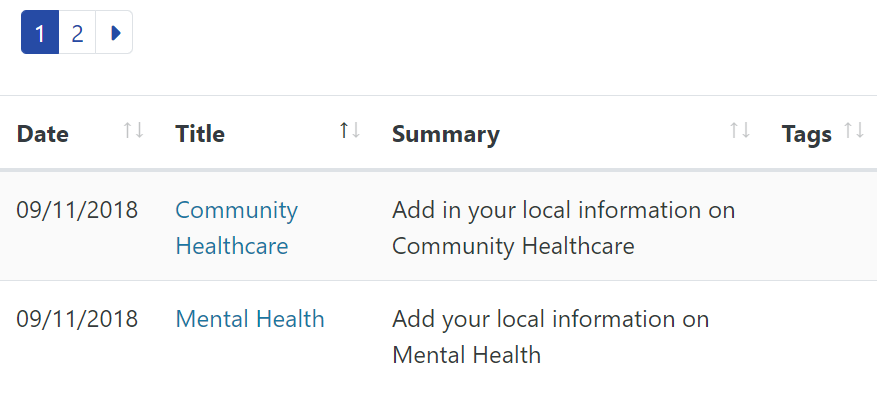 1 2
Date Title Summary Tags
09/11/2018 Community Add in your local information on
Healthcare Community Healthcare
09/11/2018 Mental Health Add your local information on
Mental Health